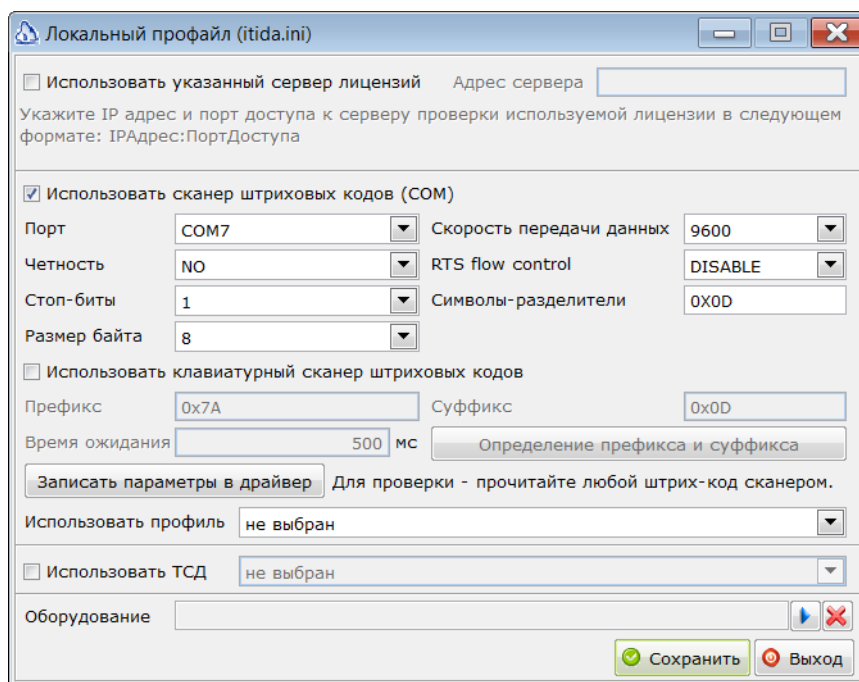 Локальный профайл (itida.ini)
Использовать указанный сервер лицензий Адрес сервера
Укажите IP адрес и порт доступа к серверу проверки используемой лицензии в следующем
формате: IPАдрес:ПортДоступа
Использовать сканер штриховых кодов (COM)
Порт COM7 Скорость передачи данных 9600
Четность NO RTS flow control DISABLE
Стоп-биты 1 Символы-разделители 0X0D
Размер байта 8
Использовать клавиатурный сканер штриховых кодов
Префикс 0x7A Суффикс 0x0D
Время ожидания 500 мс Определение префикса и суффикса
Записать параметры в драйвер Для проверки - прочитайте любой штрих-код сканером.
Использовать профиль не выбран
Использовать ТСД не выбран
Оборудование
Сохранить Выход